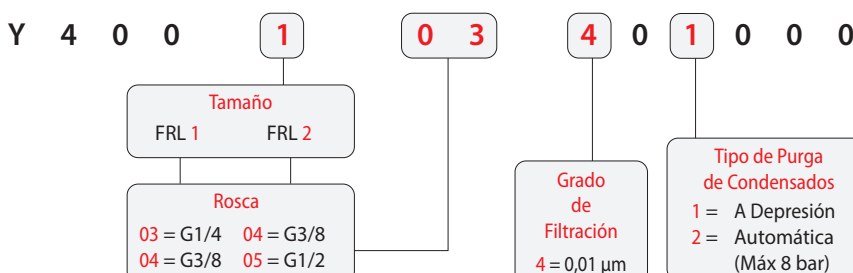 Y 4 0 0 1 0 3 4 0 1 0 0 0
Tamaño
FRL 1 FRL 2
Rosca
03 = G1/4 04 = G3/8
04 = G3/8 05 = G1/2
Grado
de
Filtración
4 = 0,01 µm
Tipo de Purga
de Condensados
1 = A Depresión
2 = Automática
(Máx 8 bar)